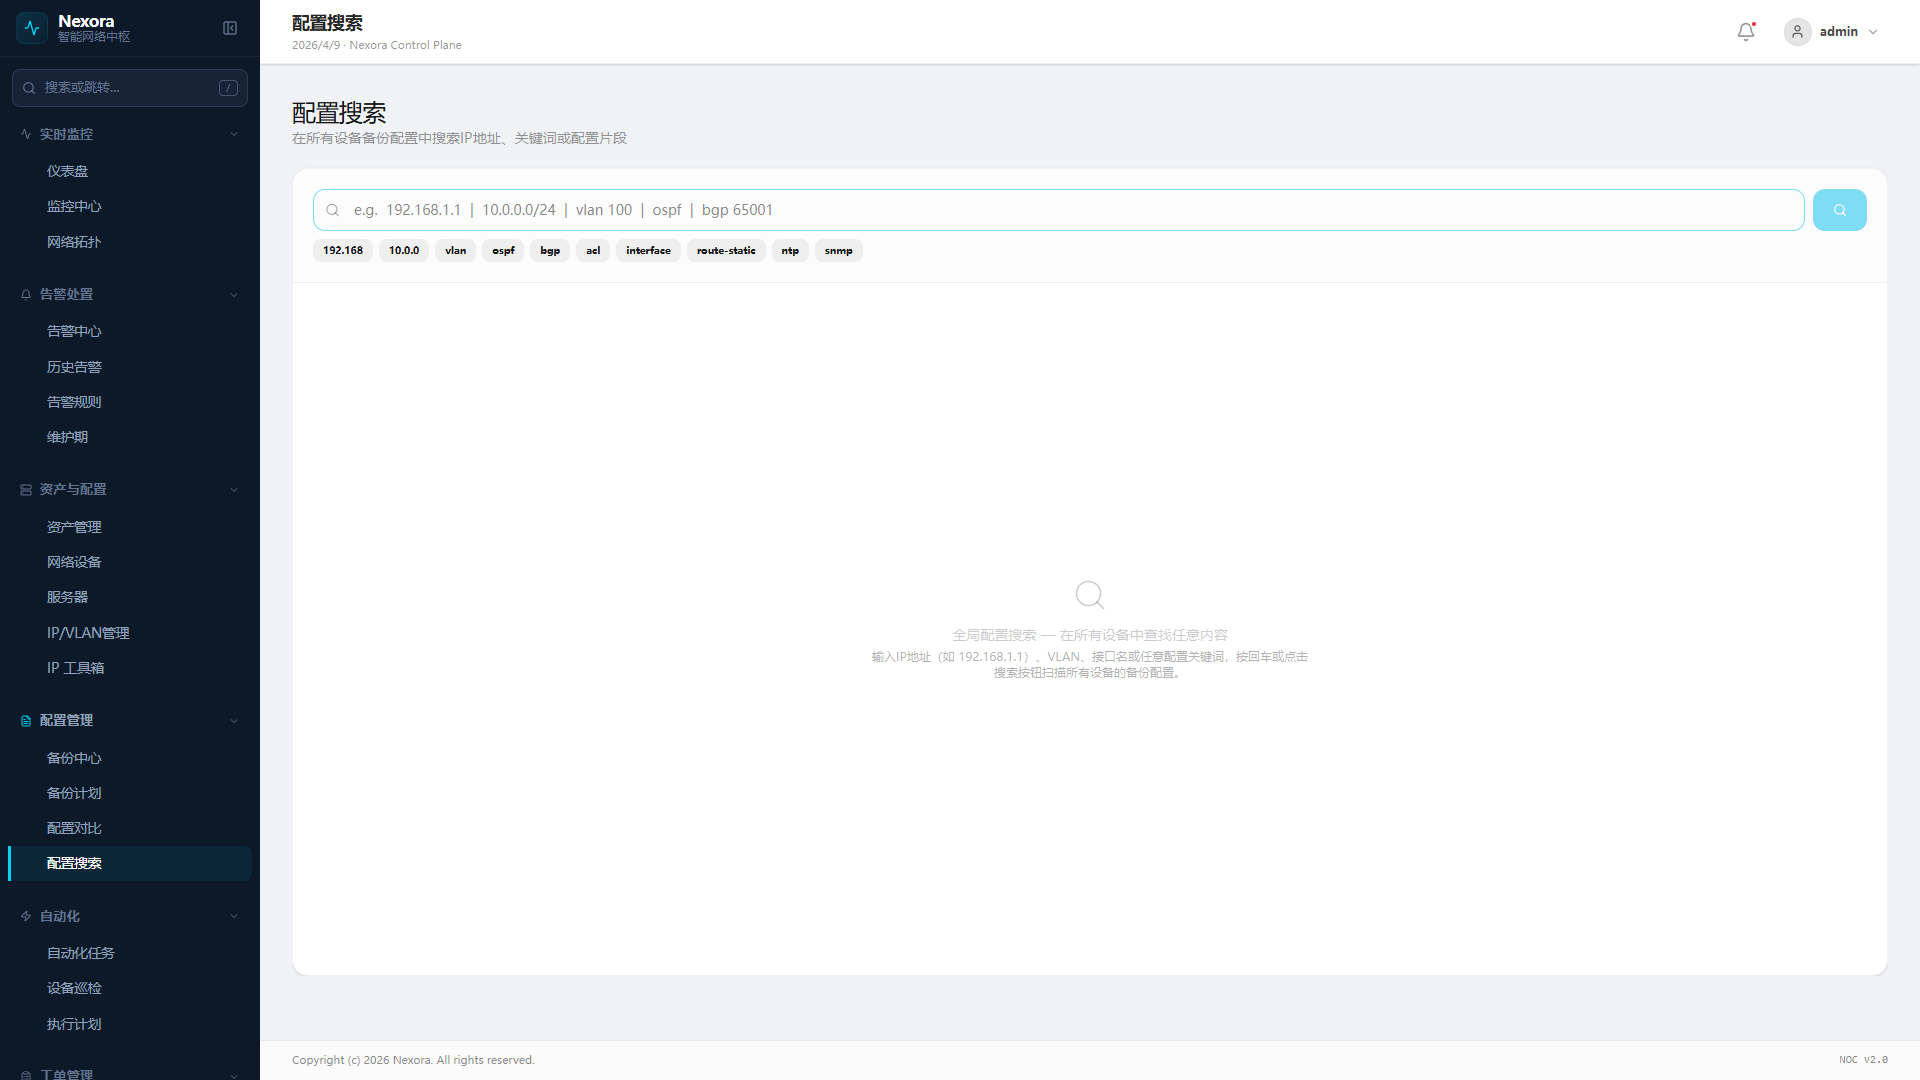 Nexora
智能网络中枢
搜索或跳转...
/
实时监控
仪表盘
监控中心
网络拓扑
告警处置
告警中心
历史告警
告警规则
维护期
资产与配置
资产管理
网络设备
服务器
IP/VLAN管理
IP 工具箱
配置管理
备份中心
备份计划
配置对比
配置搜索
自动化
自动化任务
设备巡检
执行计划
工单管理
配置搜索
2026/4/9 · Nexora Control Plane
admin
配置搜索
在所有设备备份配置中搜索IP地址、关键词或配置片段
e.g. 192.168.1.1 | 10.0.0.0/24 | vlan 100 | ospf | bgp 65001
192.168 10.0.0 vlan ospf bgp acl interface route-static ntp snmp
全局配置搜索 — 在所有设备中查找任意内容
输入IP地址（如 192.168.1.1）、VLAN、接口名或任意配置关键词，按回车或点击
搜索按钮扫描所有设备的备份配置。
Copyright (c) 2026 Nexora. All rights reserved.
NOC v2.0